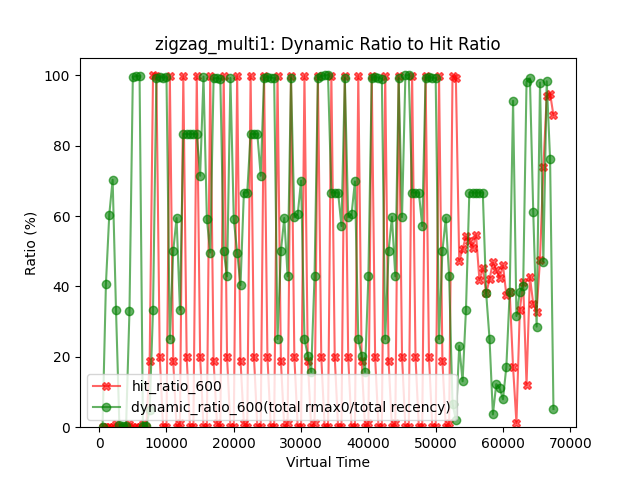 zigzag_multi1: Dynamic Ratio to Hit Ratio
100
80
60
40
20
0
Ratio (%)
hit_ratio_600
dynamic_ratio_600(total rmax0/total recency)
0 10000 20000 30000 40000 50000 60000 70000
Virtual Time